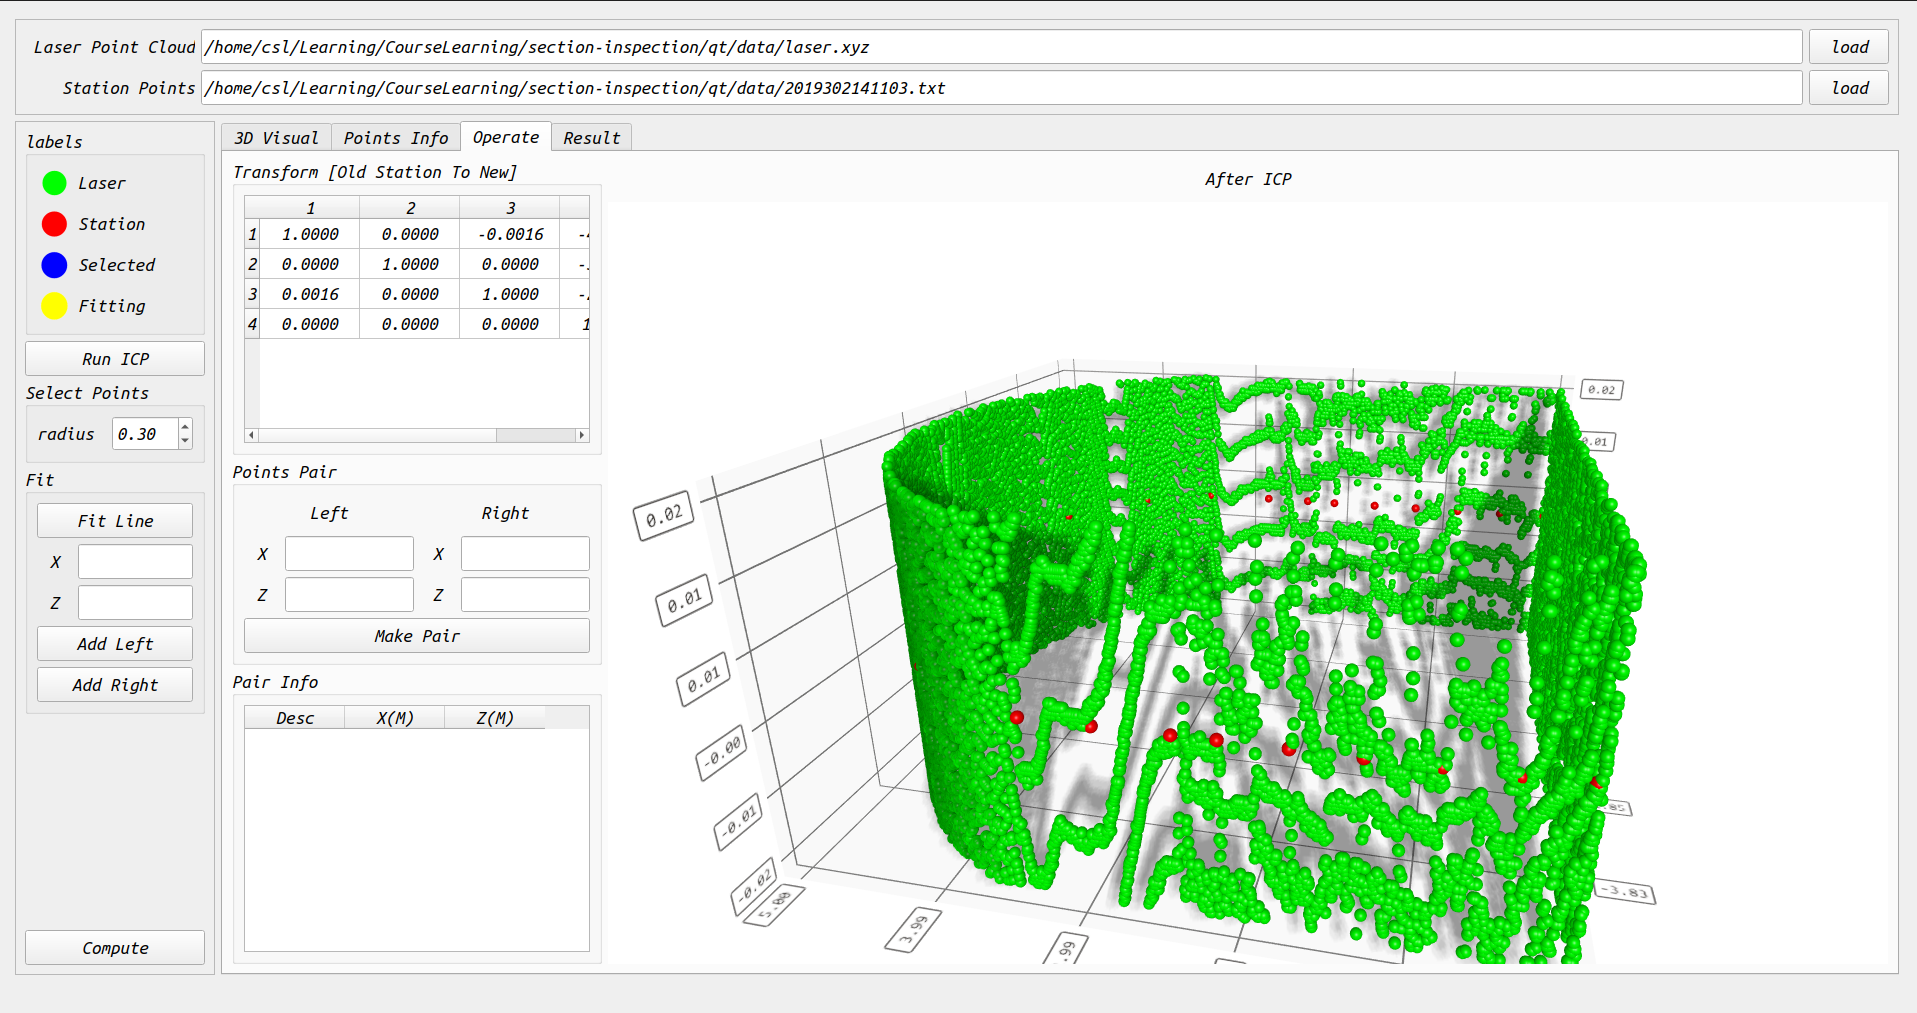 Laser Point Cloud /home/csl/Learning/CourseLearning/section-inspection/qt/data/laser.xyz load
Station Points /home/csl/Learning/CourseLearning/section-inspection/qt/data/2019302141103.txt load
labels
Laser
Station
Selected
Fitting
Run ICP
Select Points
radius 0.30
Fit
Fit Line
X
Z
Add Left
Add Right
Compute
3D Visual Points Info Operate Result
Transform [Old Station To New]
1 2 3
1 1.0000 0.0000 -0.0016
2 0.0000 1.0000 0.0000
3 0.0016 0.0000 1.0000
4 0.0000 0.0000 0.0000 1
Points Pair
Left Right
X X
Z Z
Make Pair
Pair Info
Desc X(M) Z(M)
After ICP
0.02
0.01
0.02
0.01
0.01
-0.00
-0.01
-0.02
5.00
3.99
.99
-3.83